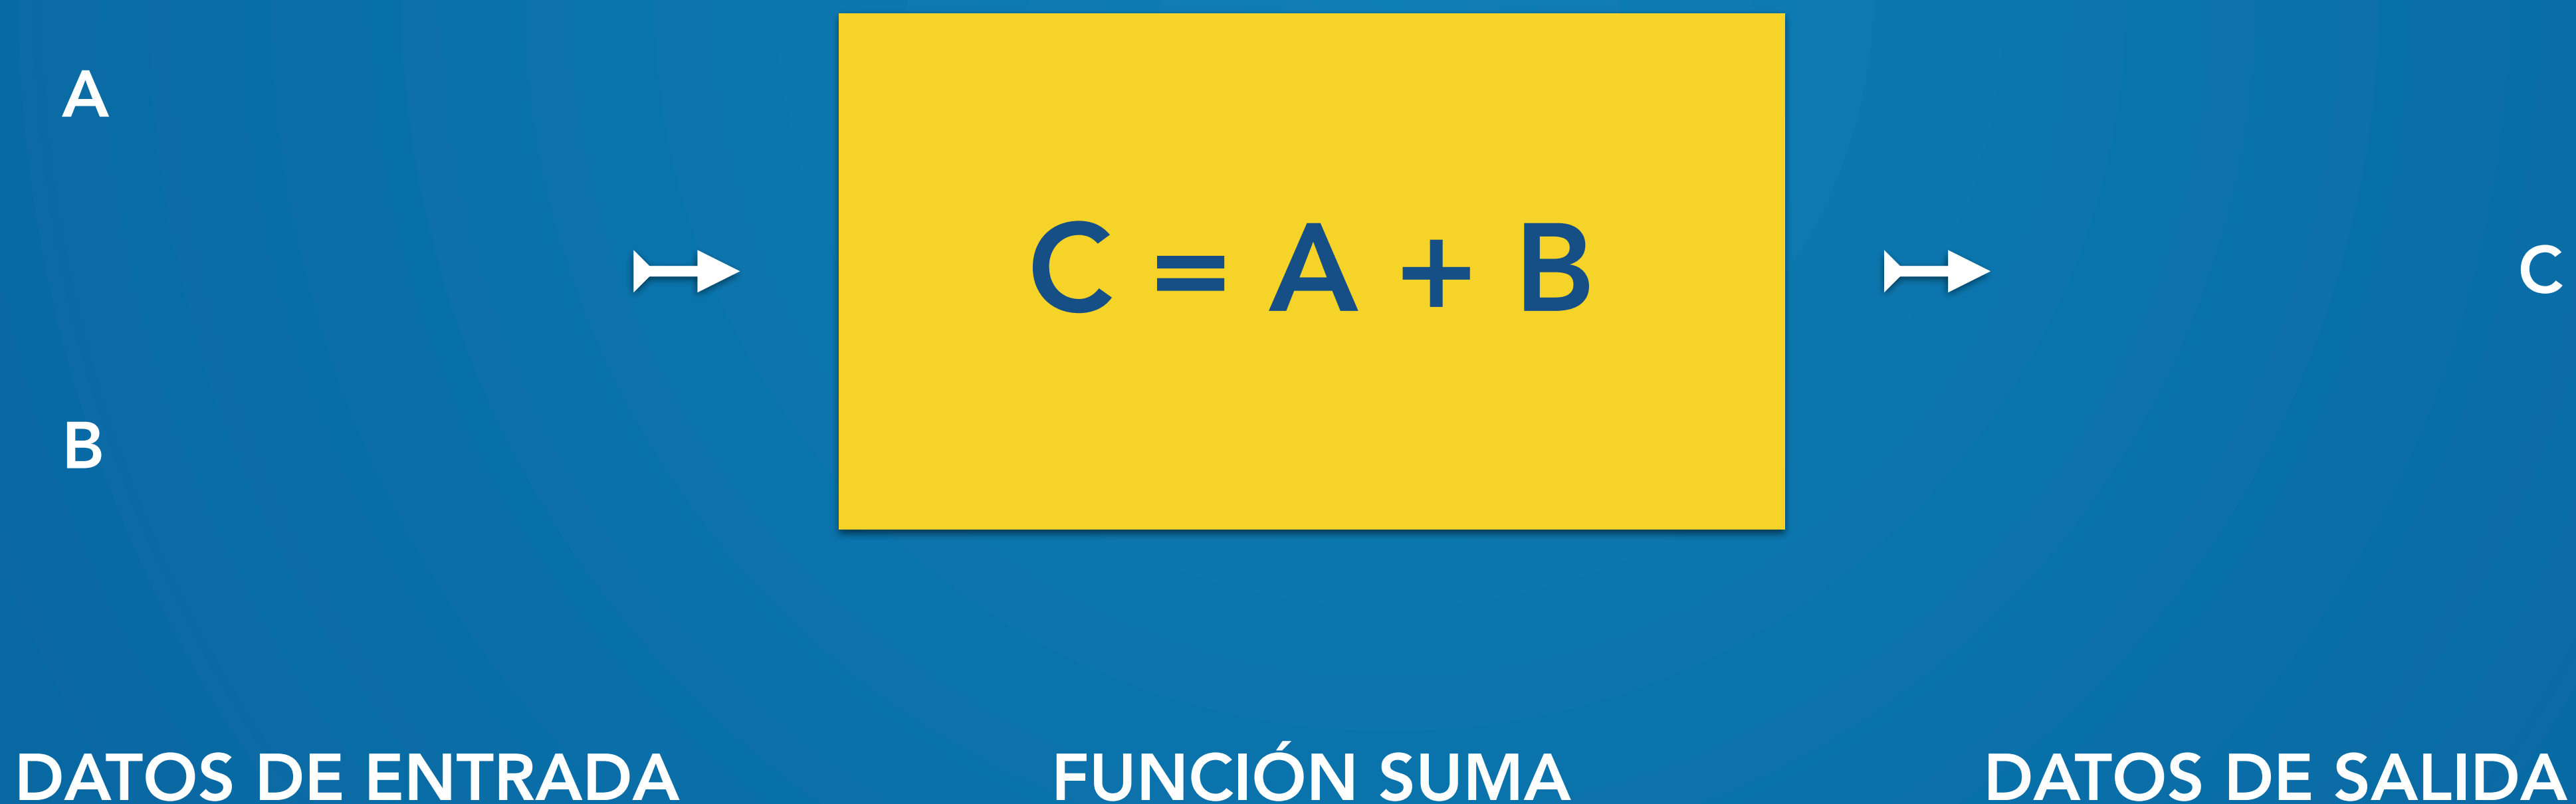 A
B
C = A + B
C
DATOS DE ENTRADA
FUNCIÓN SUMA
DATOS DE SALIDA